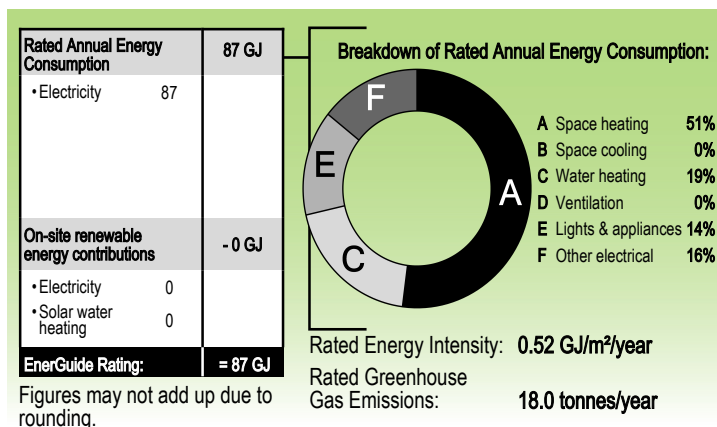 Rated Annual Energy Consumption 87 GJ
• Electricity 87
On-site renewable energy contributions - 0 GJ
• Electricity 0
• Solar water heating 0
EnerGuide Rating: = 87 GJ
Figures may not add up due to
rounding.
Breakdown of Rated Annual Energy Consumption:
F
E
A
C
A Space heating 51%
B Space cooling 0%
C Water heating 19%
D Ventilation 0%
E Lights & appliances 14%
F Other electrical 16%
Rated Energy Intensity: 0.52 GJ/m²/year
Rated Greenhouse
Gas Emissions: 18.0 tonnes/year